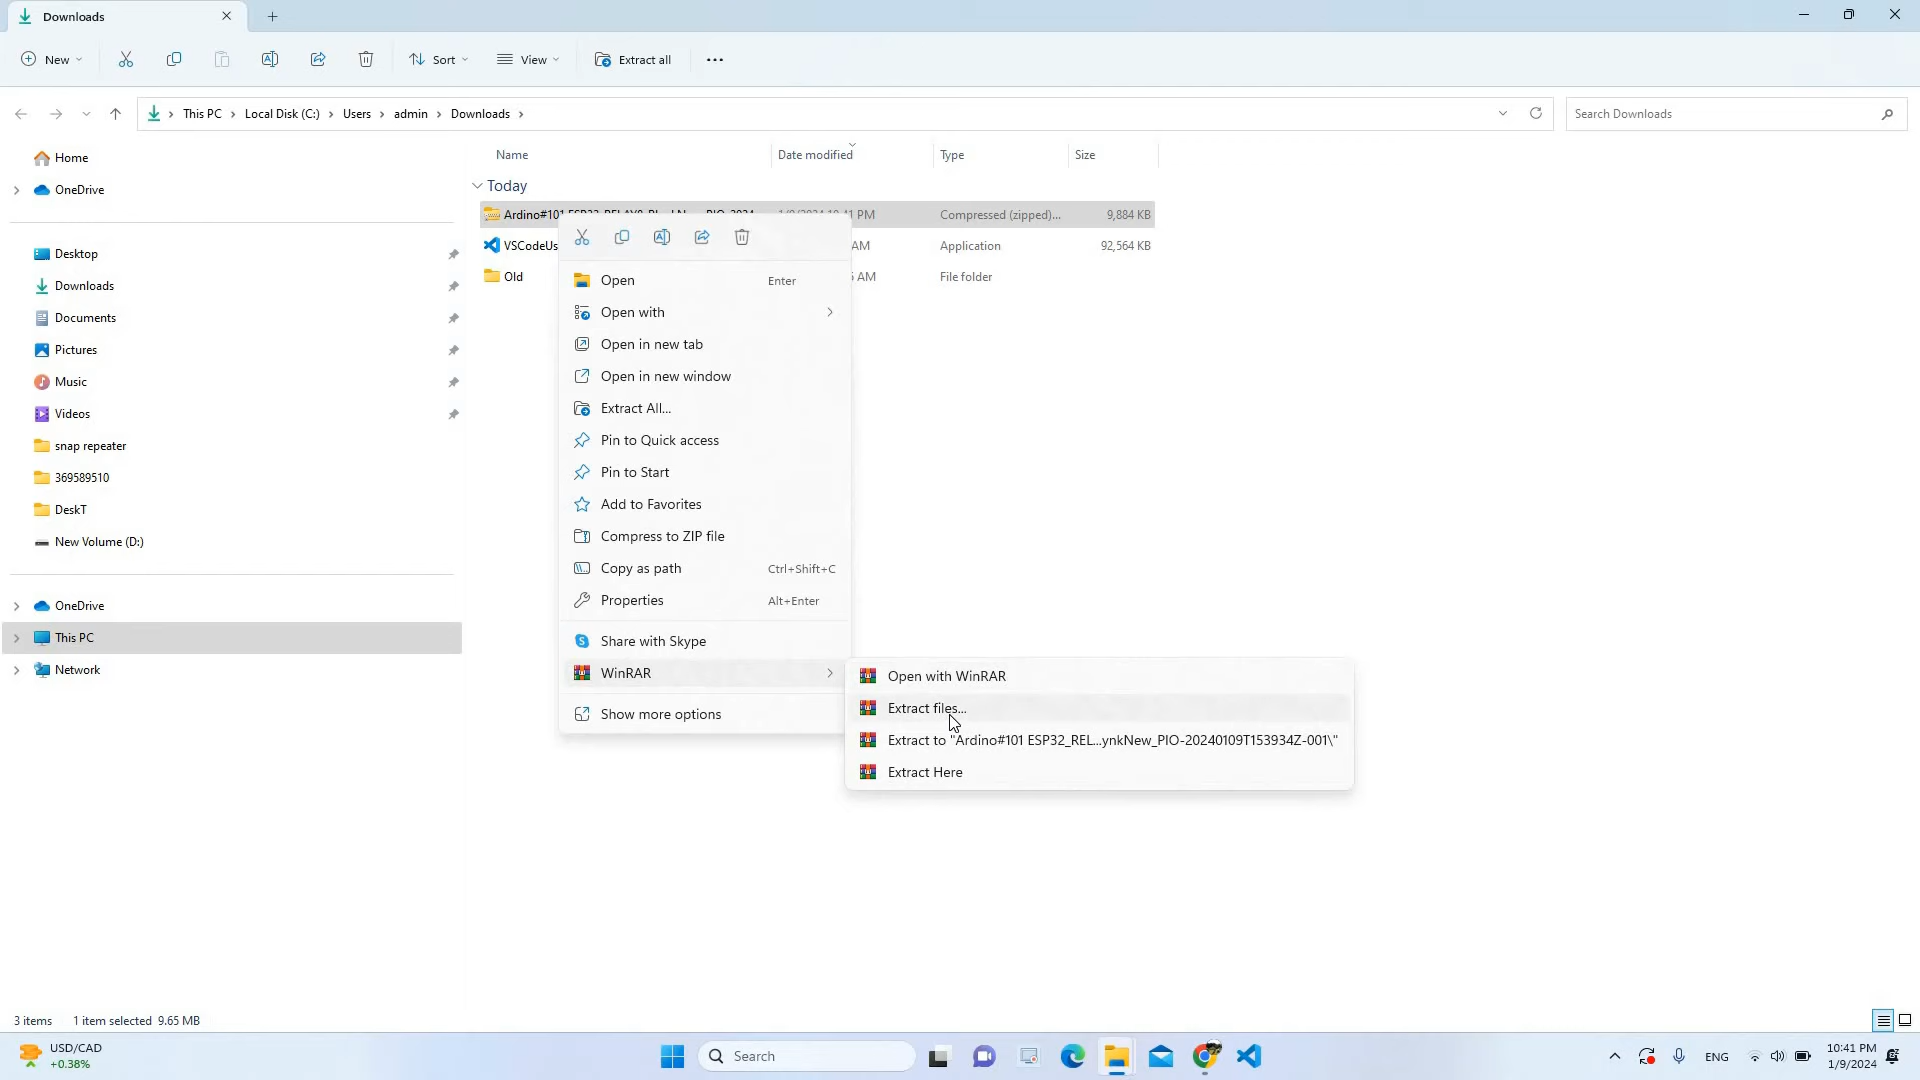 Downloads
New
Sort
View
Extract all
This PC > Local Disk (C:) > Users > admin > Downloads >
Search Downloads
Name
Date modified
Type
Size
Home
OneDrive
Desktop
Downloads
Documents
Pictures
Music
Videos
snap repeater
369589510
DeskT
New Volume (D:)
OneDrive
This PC
Network
Today
Ardino#101 PM Compressed (zipped)... 9,884 KB
VSCodeUs AM Application 92,564 KB
Old AM File folder
Open Enter
Open with
Open in new tab
Open in new window
Extract All...
Pin to Quick access
Pin to Start
Add to Favorites
Compress to ZIP file
Copy as path Ctrl+Shift+C
Properties Alt+Enter
Share with Skype
WinRAR
Show more options
Open with WinRAR
Extract files...
Extract to "Ardino#101 ESP32_REL...ynkNew_PIO-20240109T153934Z-001\"
Extract Here
3 items 1 item selected 9.65 MB
USD/CAD
+0.38%
Search
ENG
10:41 PM
1/9/2024